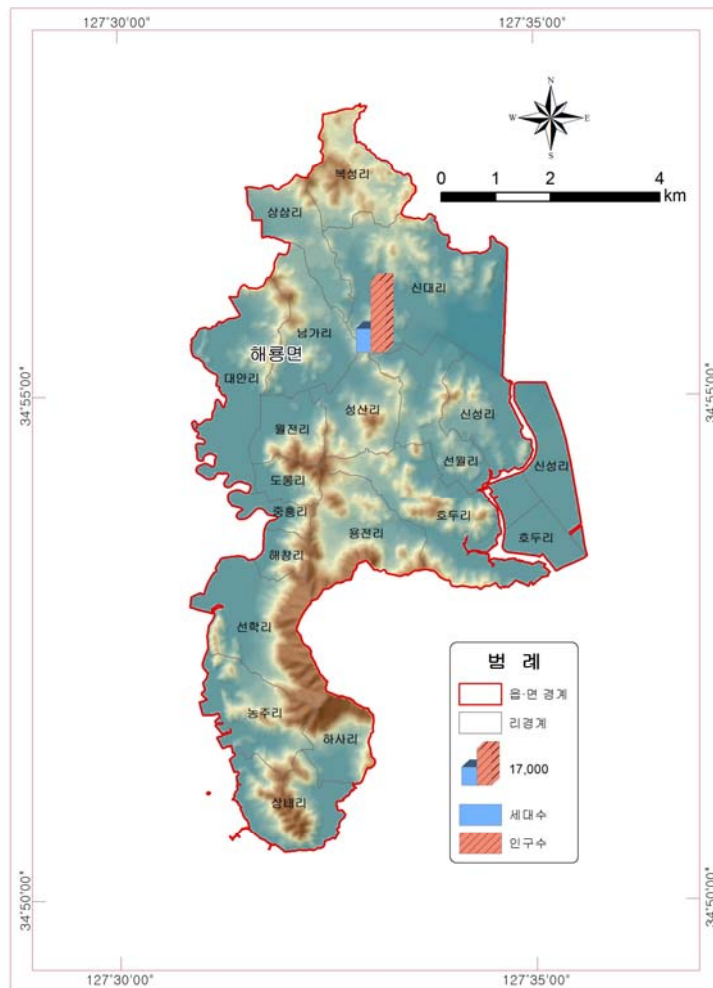 127°30'00"
127°35'00"
N
W
E
S
0 1 2 4
km
복성리
상삼리
신대리
남가리
해룡면
대안리
34°55'00"
34°55'00"
성산리
신성리
월전리
선월리
신성리
도롱리
중흥리
호두리
용전리
호두리
해창리
선학리
농주리
하사리
상내리
범 례
읍·면 경계
리경계
17,000
세대수
인구수
34°50'00"
34°50'00"
127°30'00"
127°35'00"